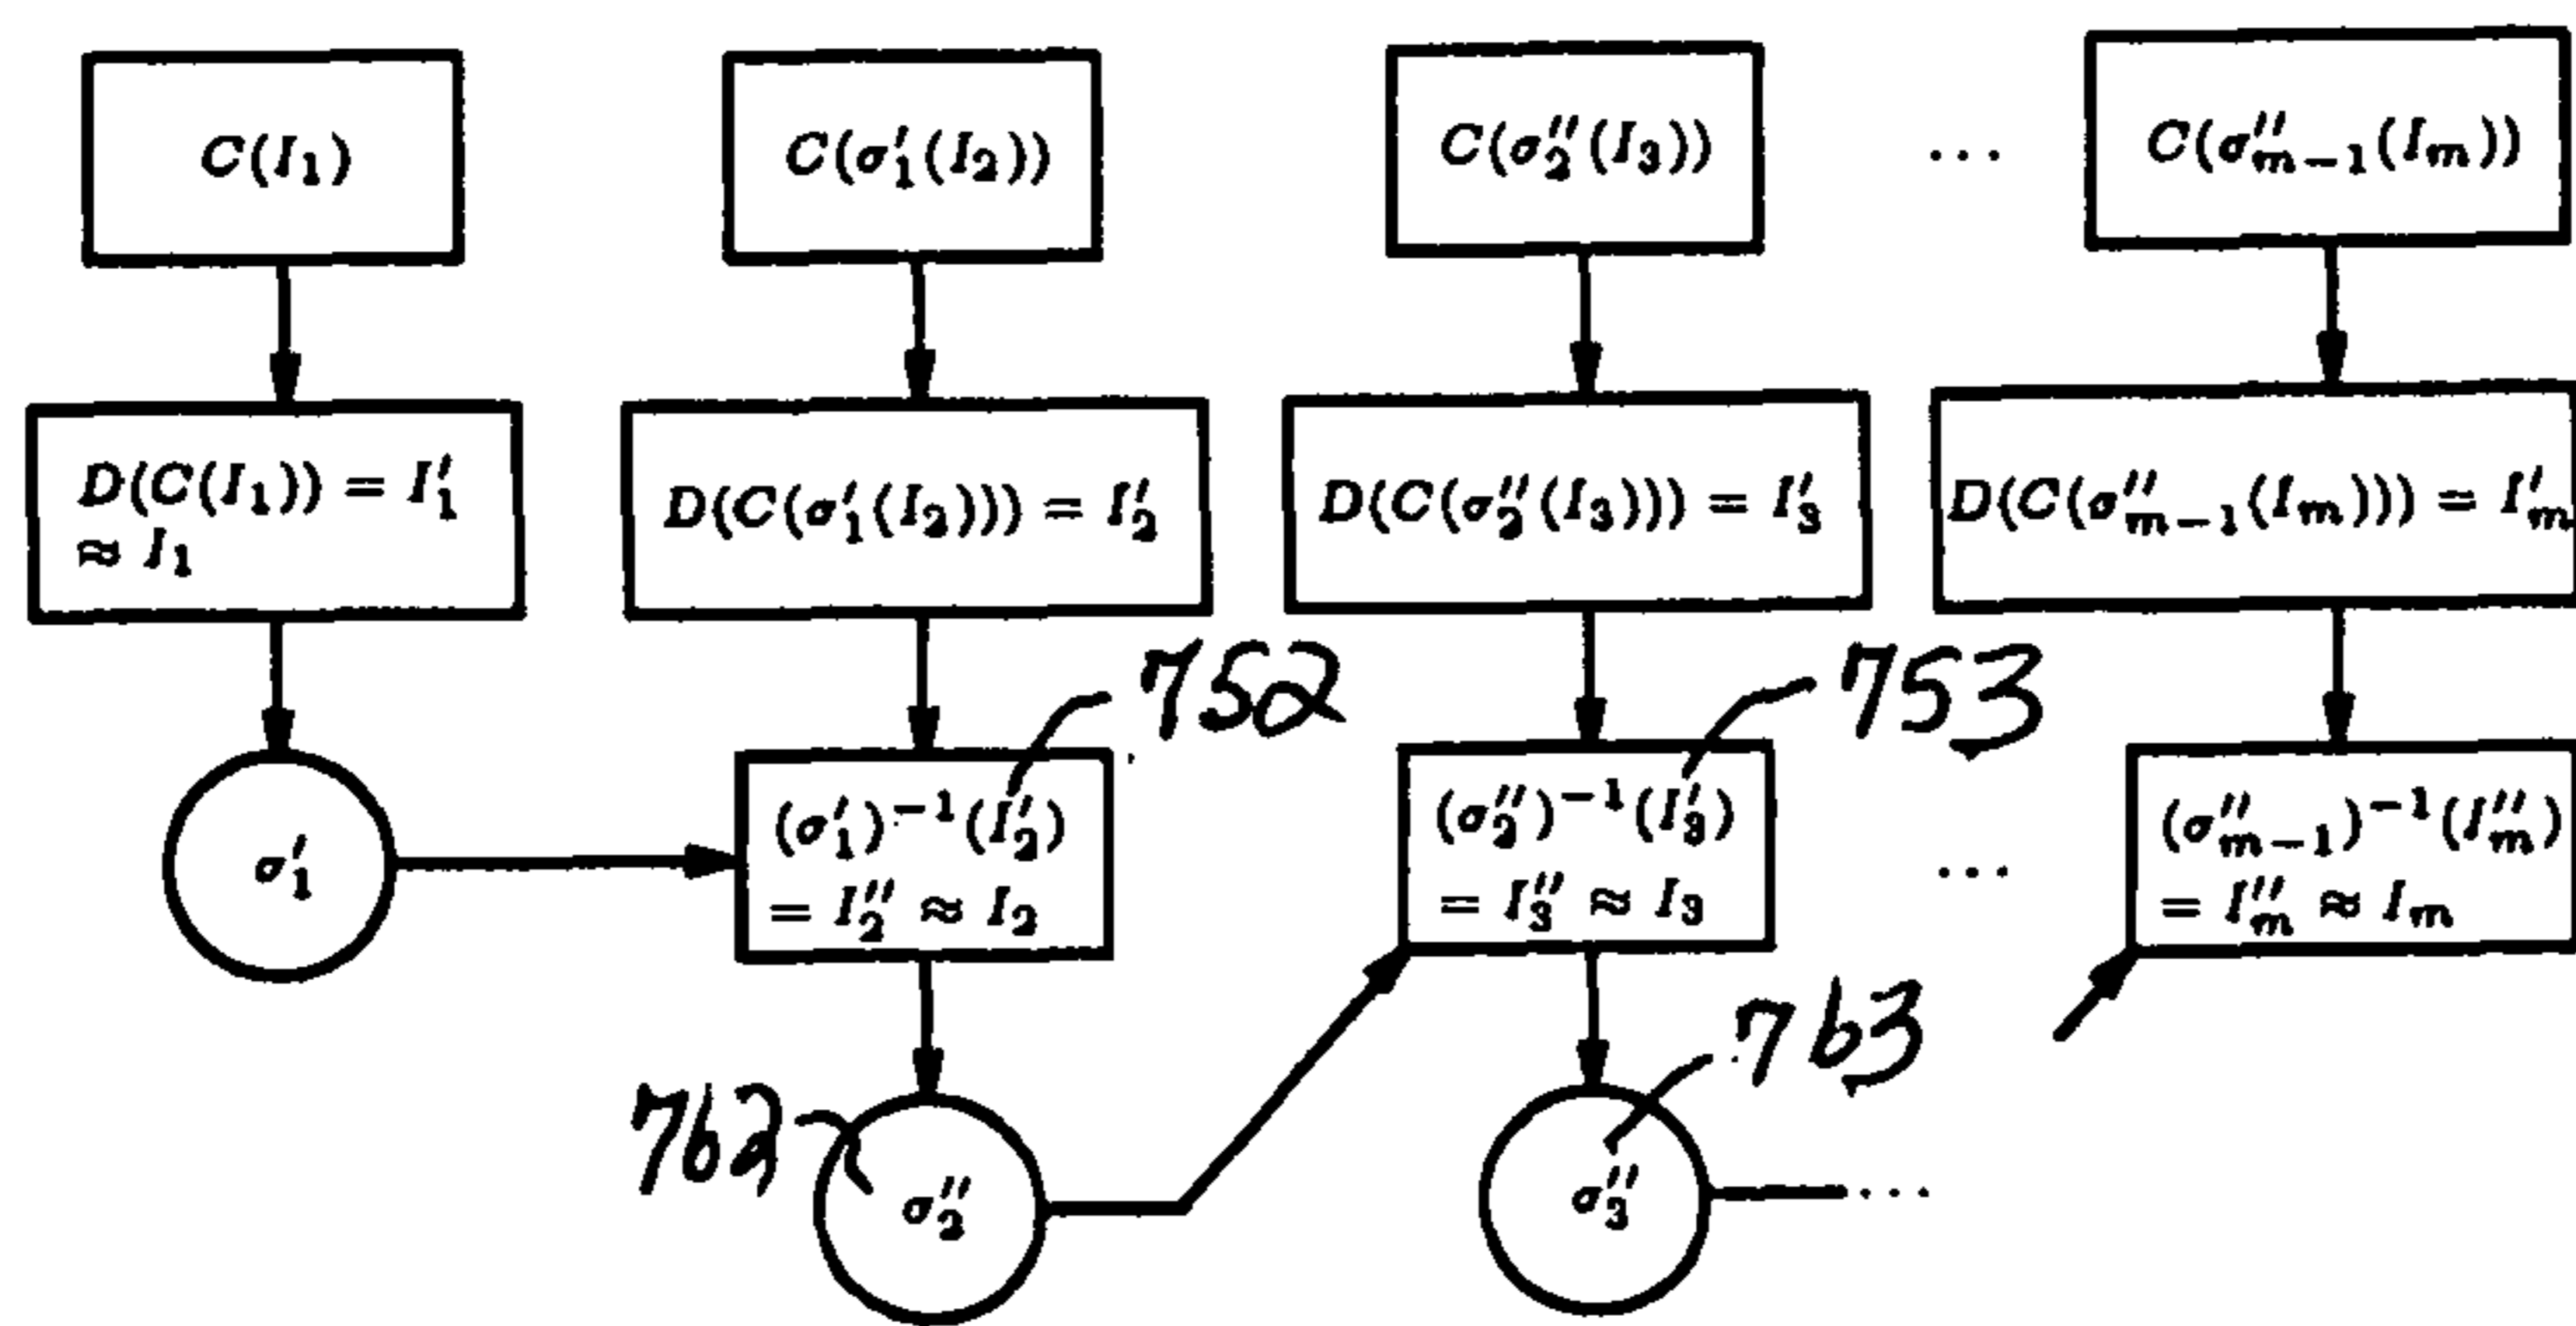 C(I₁)
C(σ′₁(I₂))
C(σ″₂(I₃))
...
C(σ″ₘ₋₁(Iₘ))
D(C(I₁)) = I′₁
≈ I₁
D(C(σ′₁(I₂))) = I′₂
D(C(σ″₂(I₃))) = I′₃
D(C(σ″ₘ₋₁(Iₘ))) = I′ₘ
752
753
σ′₁
(σ′₁)⁻¹(I′₂)
= I″₂ ≈ I₂
(σ″₂)⁻¹(I′₃)
= I″₃ ≈ I₃
...
(σ″ₘ₋₁)⁻¹(I″ₘ)
= I″ₘ ≈ Iₘ
762
σ″₂
763
σ″₃
...